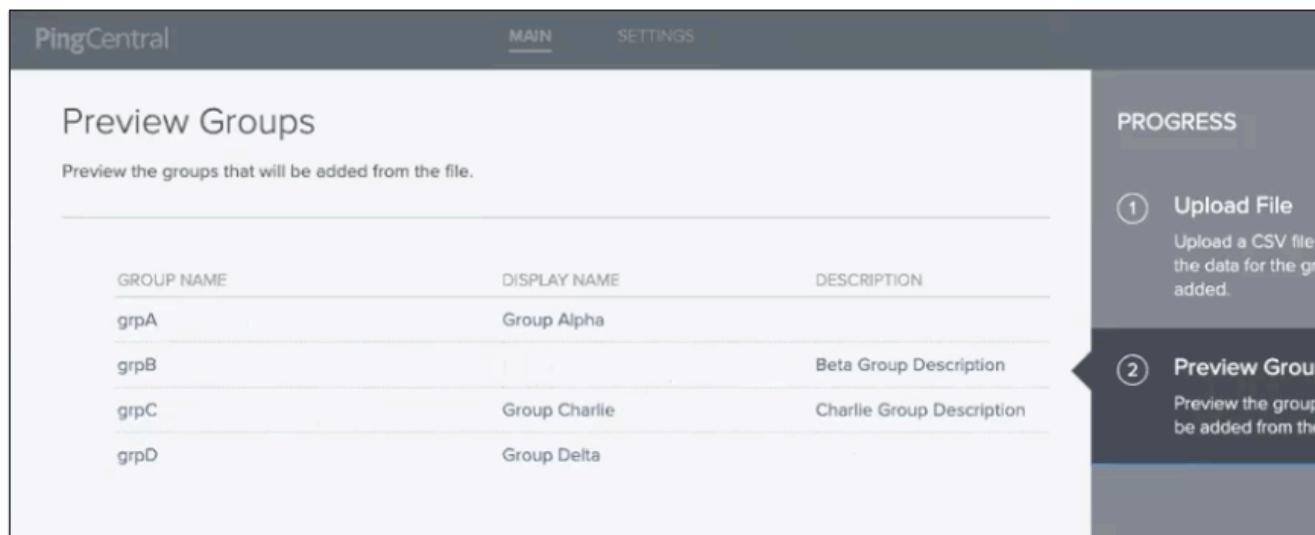 PingCentral MAIN SETTINGS
Preview Groups
Preview the groups that will be added from the file.
GROUP NAME DISPLAY NAME DESCRIPTION
grpA Group Alpha
grpB Beta Group Description
grpC Group Charlie Charlie Group Description
grpD Group Delta
PROGRESS
1 Upload File
Upload a CSV file
the data for the gr
added.
2 Preview Grou
Preview the group
be added from the